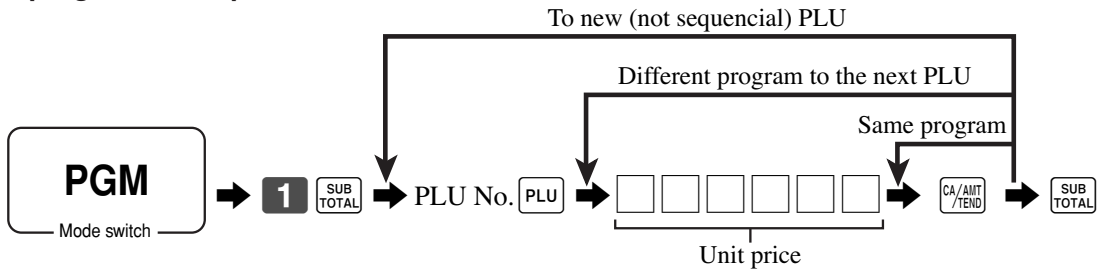 To new (not sequencial) PLU
Different program to the next PLU
Same program
PGM
Mode switch
1 SUB TOTAL PLU No. PLU CA/AMT /TEND SUB TOTAL
Unit price